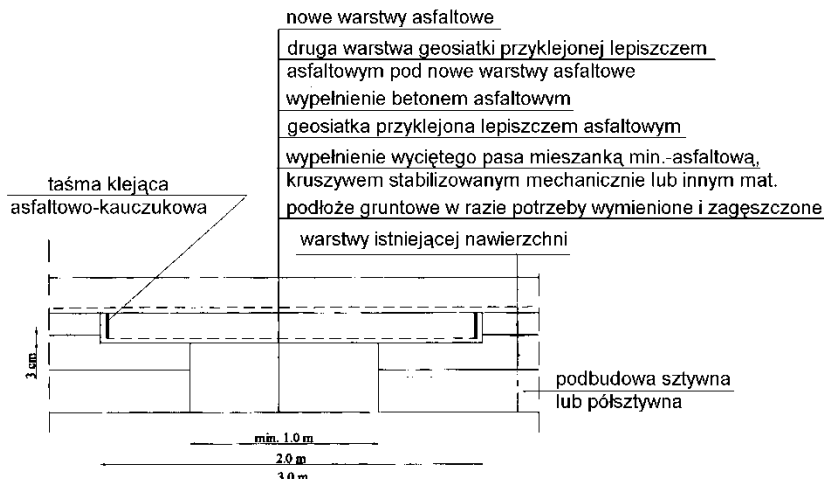 nowe warstwy asfaltowe
druga warstwa geosiatki przyklejonej lepiszczem
asfaltowym pod nowe warstwy asfaltowe
wypełnienie betonem asfaltowym
geosiatka przyklejona lepiszczem asfaltowym
wypełnienie wyciętego pasa mieszanką min.-asfaltową,
kruszywem stabilizowanym mechanicznie lub innym mat.
podłoże gruntowe w razie potrzeby wymienione i zagęszczone
warstwy istniejącej nawierzchni
taśma klejąca
asfaltowo-kauczukowa
3 cm
podbudowa sztywna
lub półsztywna
min. 1.0 m
2.0 m
3.0 m